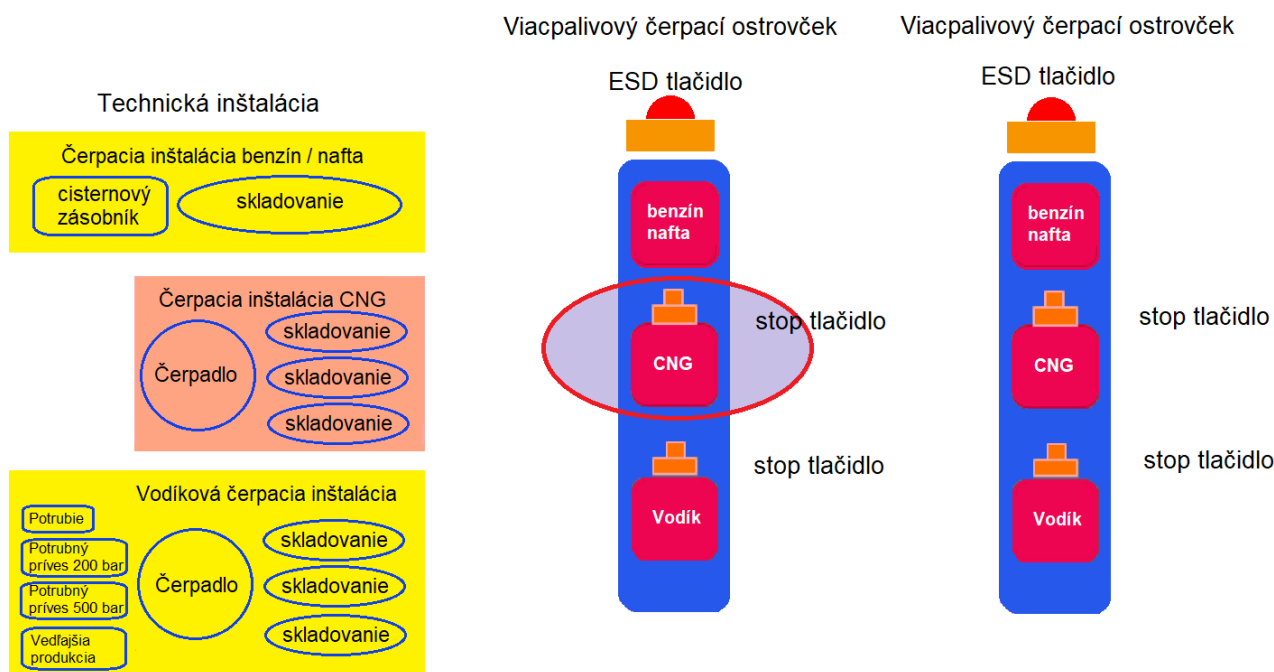 Viacpalivový čerpací ostrovček
Viacpalivový čerpací ostrovček
ESD tlačidlo
ESD tlačidlo
Technická inštalácia
Čerpacia inštalácia benzín / nafta
cisternový
zásobník
skladovanie
Čerpacia inštalácia CNG
Čerpadlo
skladovanie
skladovanie
skladovanie
Vodíková čerpacia inštalácia
Potrubie
Potrubný
príves 200 bar
Potrubný
príves 500 bar
Vedľajšia
produkcia
Čerpadlo
skladovanie
skladovanie
skladovanie
benzín
nafta
stop tlačidlo
CNG
stop tlačidlo
Vodík
benzín
nafta
stop tlačidlo
CNG
stop tlačidlo
Vodík